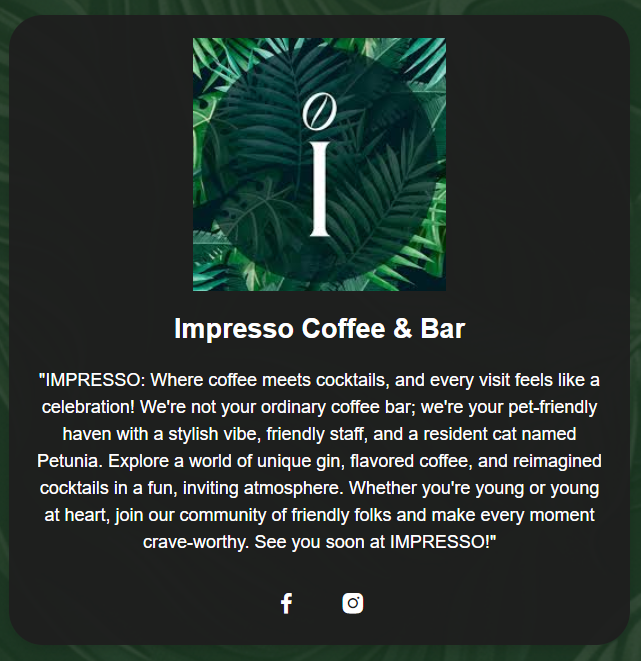 I
Impresso Coffee & Bar
"IMPRESSO: Where coffee meets cocktails, and every visit feels like a
celebration! We're not your ordinary coffee bar; we're your pet-friendly
haven with a stylish vibe, friendly staff, and a resident cat named
Petunia. Explore a world of unique gin, flavored coffee, and reimagined
cocktails in a fun, inviting atmosphere. Whether you're young or young
at heart, join our community of friendly folks and make every moment
crave-worthy. See you soon at IMPRESSO!"